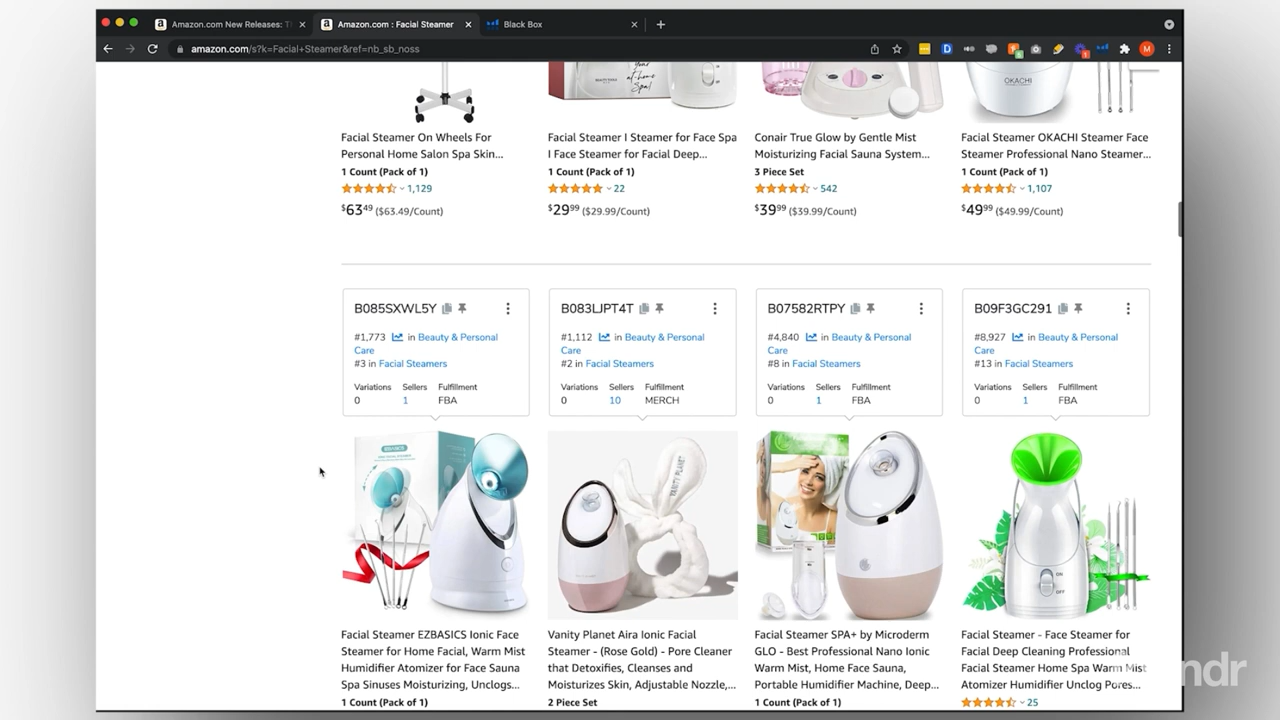 Amazon.com New Releases: Th
Amazon.com : Facial Steamer
Black Box
amazon.com/s?k=Facial+Steamer&ref=nb_sb_noss
M
your
at-home
Spa!
OKACHI
Facial Steamer On Wheels For
Personal Home Salon Spa Skin...
1 Count (Pack of 1)
1,129
$63 49 ($63.49/Count)
Facial Steamer I Steamer for Face Spa
I Face Steamer for Facial Deep...
1 Count (Pack of 1)
22
$29 99 ($29.99/Count)
Conair True Glow by Gentle Mist
Moisturizing Facial Sauna System...
3 Piece Set
542
$39 99 ($39.99/Count)
Facial Steamer OKACHI Steamer Face
Steamer Professional Nano Steamer...
1 Count (Pack of 1)
1,107
$49 99 ($49.99/Count)
B085SXWL5Y
#1,773 in Beauty & Personal
Care
#3 in Facial Steamers
Variations Sellers Fulfillment
0 1 FBA
B083LJPT4T
#1,112 in Beauty & Personal
Care
#2 in Facial Steamers
Variations Sellers Fulfillment
0 10 MERCH
B07582RTPY
#4,840 in Beauty & Personal
Care
#8 in Facial Steamers
Variations Sellers Fulfillment
0 1 FBA
B09F3GC291
#8,927 in Beauty & Personal
Care
#13 in Facial Steamers
Variations Sellers Fulfillment
0 1 FBA
EZBASICS
VANITY PLANET
ON
OFF
Facial Steamer EZBASICS Ionic Face
Steamer for Home Facial, Warm Mist
Humidifier Atomizer for Face Sauna
Spa Sinuses Moisturizing, Unclogs...
1 Count (Pack of 1)
Vanity Planet Aira Ionic Facial
Steamer - (Rose Gold) - Pore Cleaner
that Detoxifies, Cleanses and
Moisturizes Skin, Adjustable Nozzle,...
2 Piece Set
Facial Steamer SPA+ by Microderm
GLO - Best Professional Nano Ionic
Warm Mist, Home Face Sauna,
Portable Humidifier Machine, Deep...
1 Count (Pack of 1)
Facial Steamer - Face Steamer for
Facial Deep Cleaning Professional
Facial Steamer Home Spa Warm Mist
Atomizer Humidifier Unclog Pores...
25
ndr